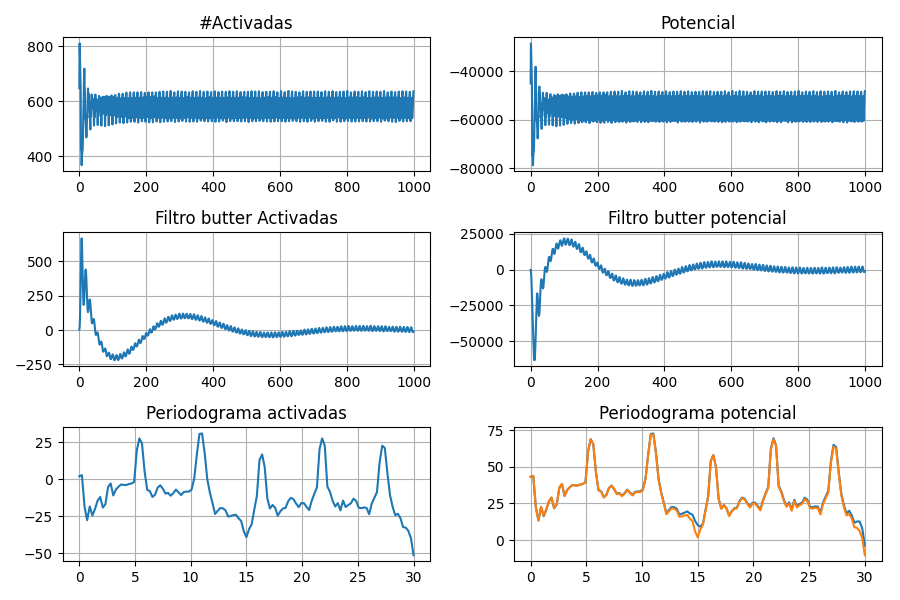 #Activadas
800
600
400
0 200 400 600 800 1000
Potencial
−40000
−60000
−80000
0 200 400 600 800 1000
Filtro butter Activadas
500
250
0
−250
0 200 400 600 800 1000
Filtro butter potencial
25000
0
−25000
−50000
0 200 400 600 800 1000
Periodograma activadas
25
0
−25
−50
0 5 10 15 20 25 30
Periodograma potencial
75
50
25
0
0 5 10 15 20 25 30